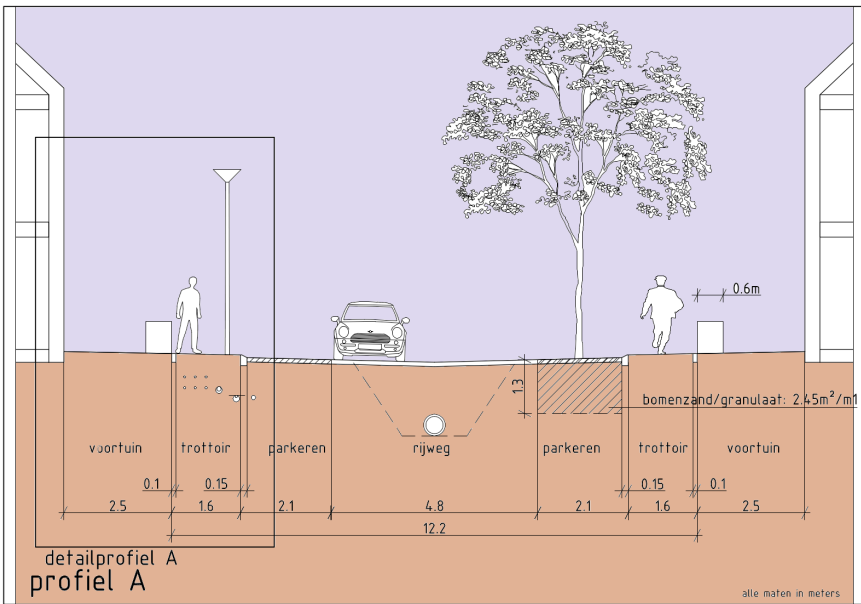 0.6m
1.3
bomenzand/granulaat: 2.45m²/m1
voortuin trottoir parkeren rijweg parkeren trottoir voortuin
0.1 0.15 0.15 0.1
2.5 1.6 2.1 4.8 2.1 1.6 2.5
12.2
detailprofiel A
profiel A
alle maten in meters